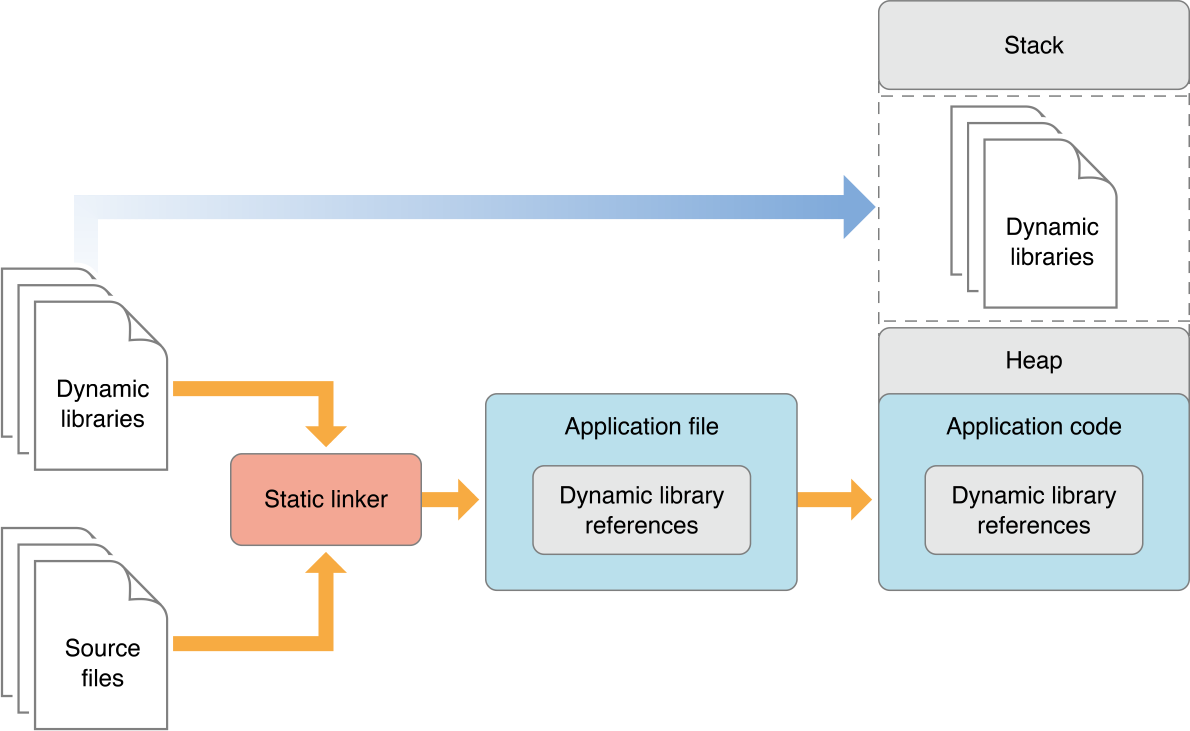 Stack
Dynamic
libraries
Heap
Dynamic
libraries
Application file
Application code
Static linker
Dynamic library
references
Dynamic library
references
Source
files